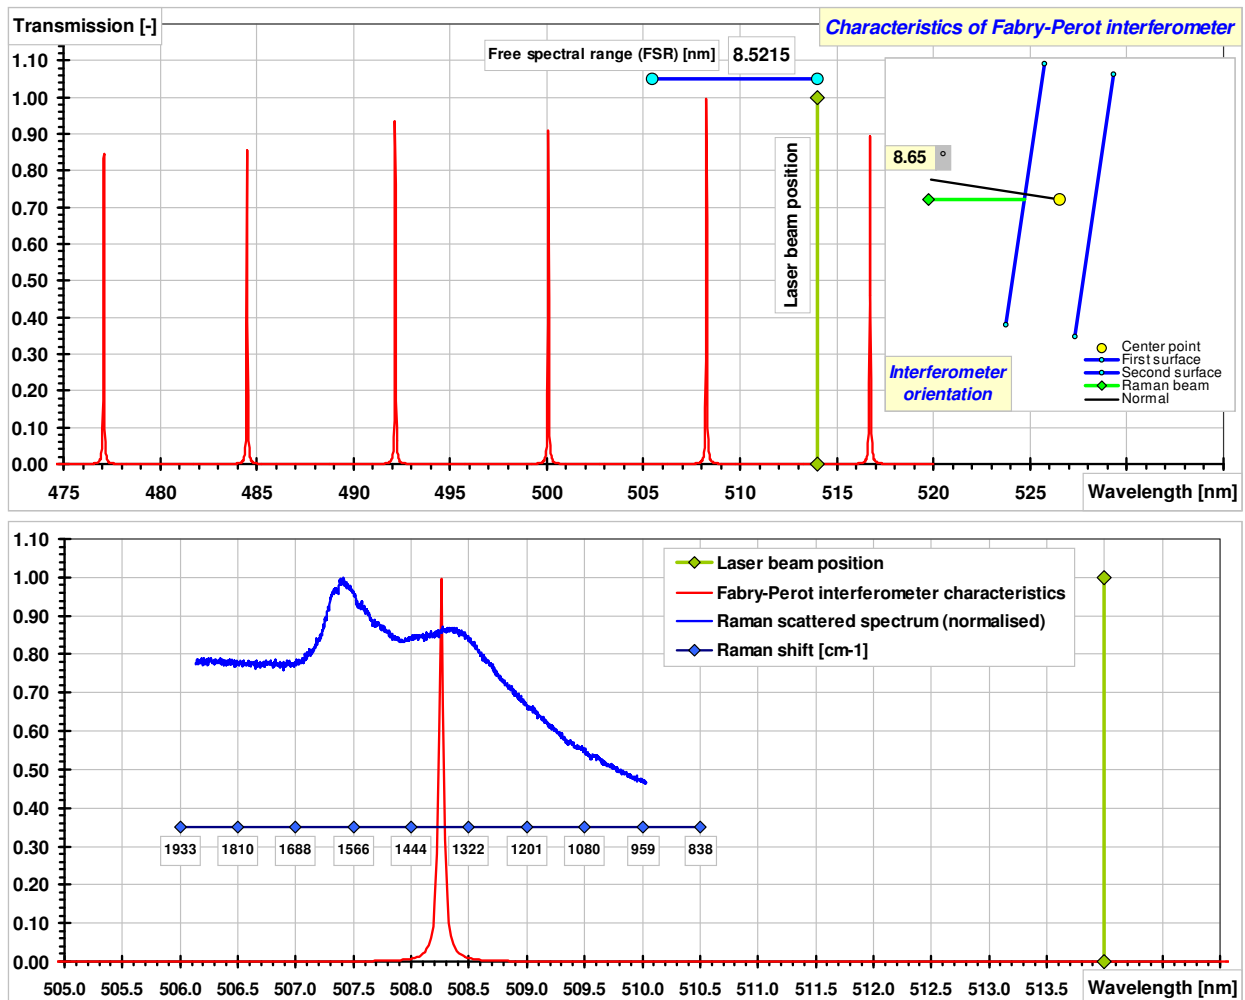 Transmission [-]
Characteristics of Fabry-Perot interferometer
Free spectral range (FSR) [nm] 8.5215
1.10
1.00
0.90
0.80
0.70
0.60
0.50
0.40
0.30
0.20
0.10
0.00
Laser beam position
8.65 °
Center point
First surface
Second surface
Raman beam
Normal
Interferometer
orientation
475 480 485 490 495 500 505 510 515 520 525 Wavelength [nm]
1.10
1.00
0.90
0.80
0.70
0.60
0.50
0.40
0.30
0.20
0.10
0.00
Laser beam position
Fabry-Perot interferometer characteristics
Raman scattered spectrum (normalised)
Raman shift [cm-1]
1933 1810 1688 1566 1444 1322 1201 1080 959 838
505.0 505.5 506.0 506.5 507.0 507.5 508.0 508.5 509.0 509.5 510.0 510.5 511.0 511.5 512.0 512.5 513.0 513.5 Wavelength [nm]